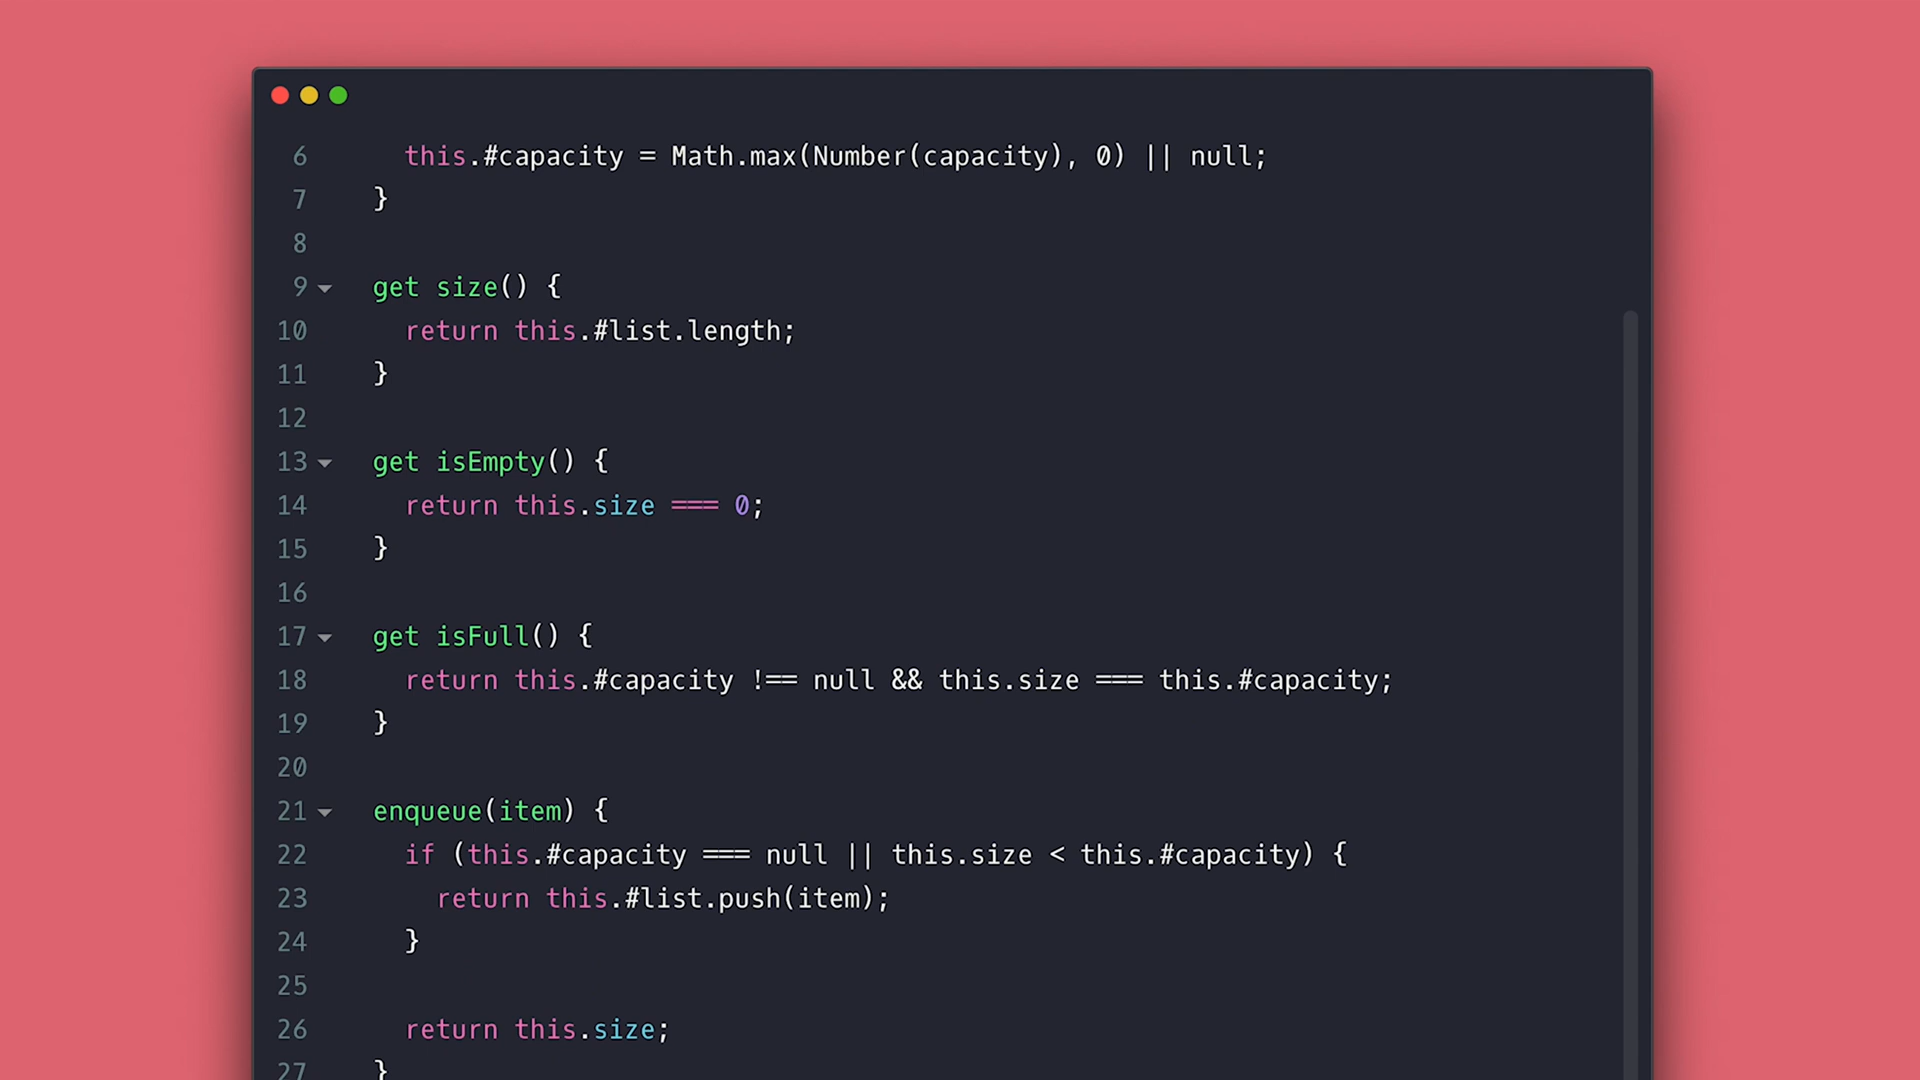 6 this.#capacity = Math.max(Number(capacity), 0) || null;
7 }
8
9 get size() {
10 return this.#list.length;
11 }
12
13 get isEmpty() {
14 return this.size === 0;
15 }
16
17 get isFull() {
18 return this.#capacity !== null && this.size === this.#capacity;
19 }
20
21 enqueue(item) {
22 if (this.#capacity === null || this.size < this.#capacity) {
23 return this.#list.push(item);
24 }
25
26 return this.size;
27 }